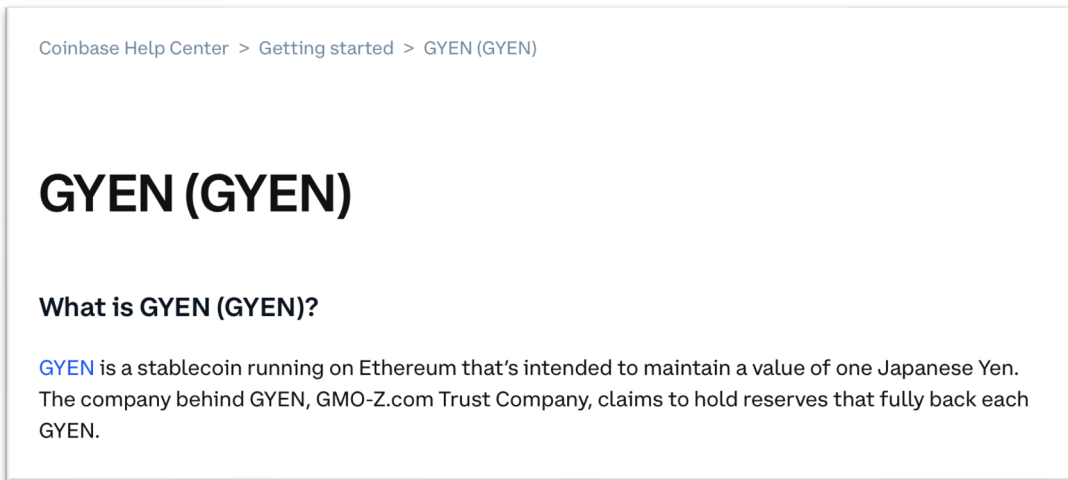 Coinbase Help Center > Getting started > GYEN (GYEN)
GYEN (GYEN)
What is GYEN (GYEN)?
GYEN is a stablecoin running on Ethereum that’s intended to maintain a value of one Japanese Yen.
The company behind GYEN, GMO-Z.com Trust Company, claims to hold reserves that fully back each
GYEN.